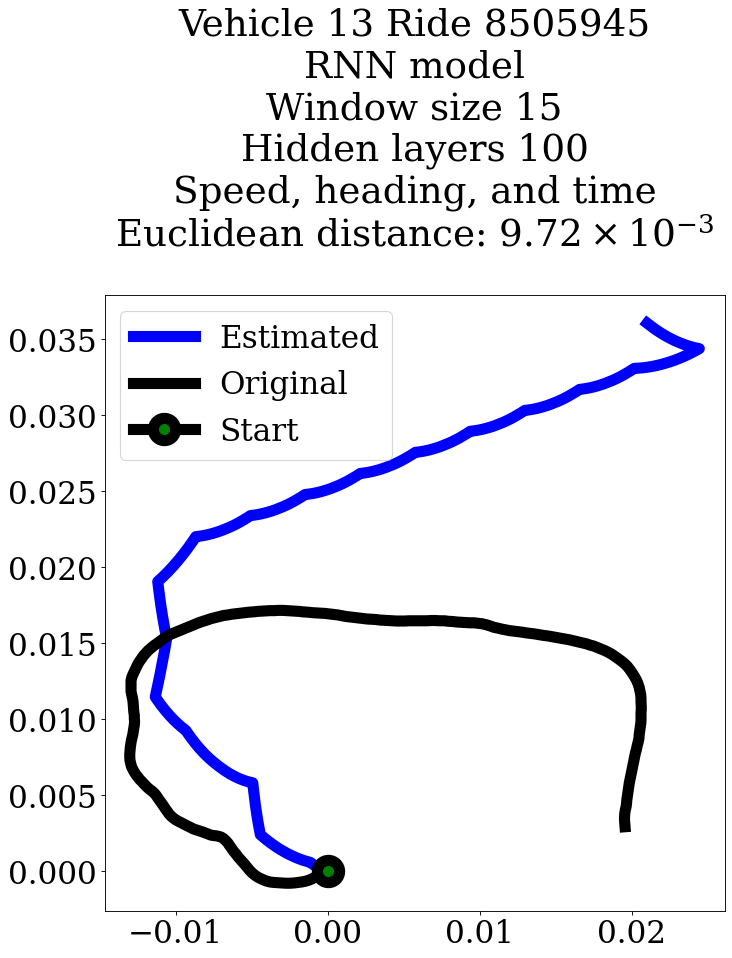 Vehicle 13 Ride 8505945
RNN model
Window size 15
Hidden layers 100
Speed, heading, and time
Euclidean distance: 9.72 × 10⁻³
Estimated
Original
Start
0.035
0.030
0.025
0.020
0.015
0.010
0.005
0.000
−0.01 0.00 0.01 0.02